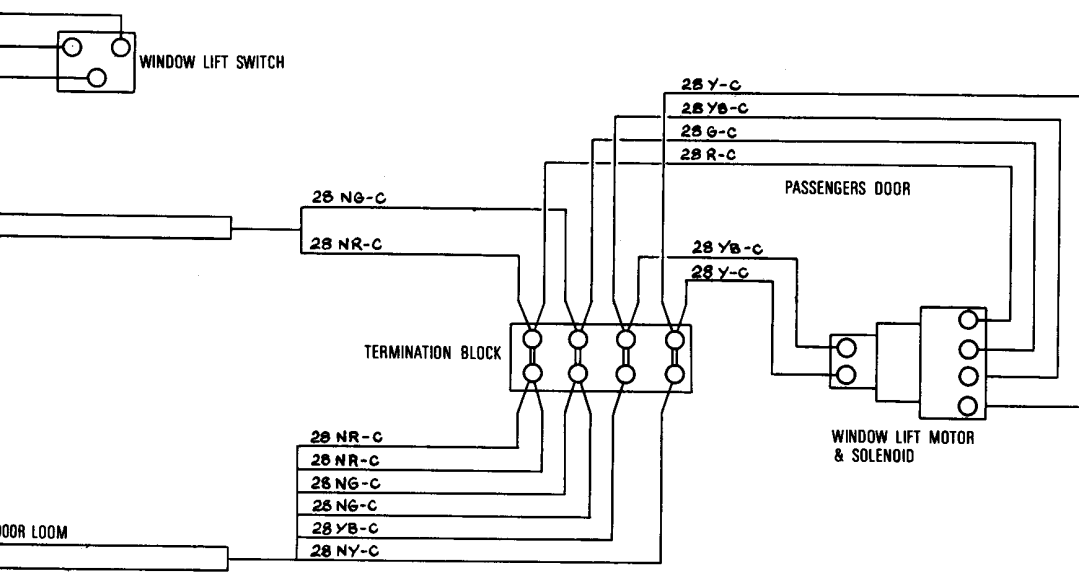 WINDOW LIFT SWITCH
28 Y-C
28 YB-C
28 G-C
28 R-C
PASSENGERS DOOR
28 NG-C
28 NR-C
28 YB-C
28 Y-C
TERMINATION BLOCK
WINDOW LIFT MOTOR
& SOLENOID
28 NR-C
28 NR-C
28 NG-C
28 NG-C
28 YB-C
28 NY-C
OOR LOOM